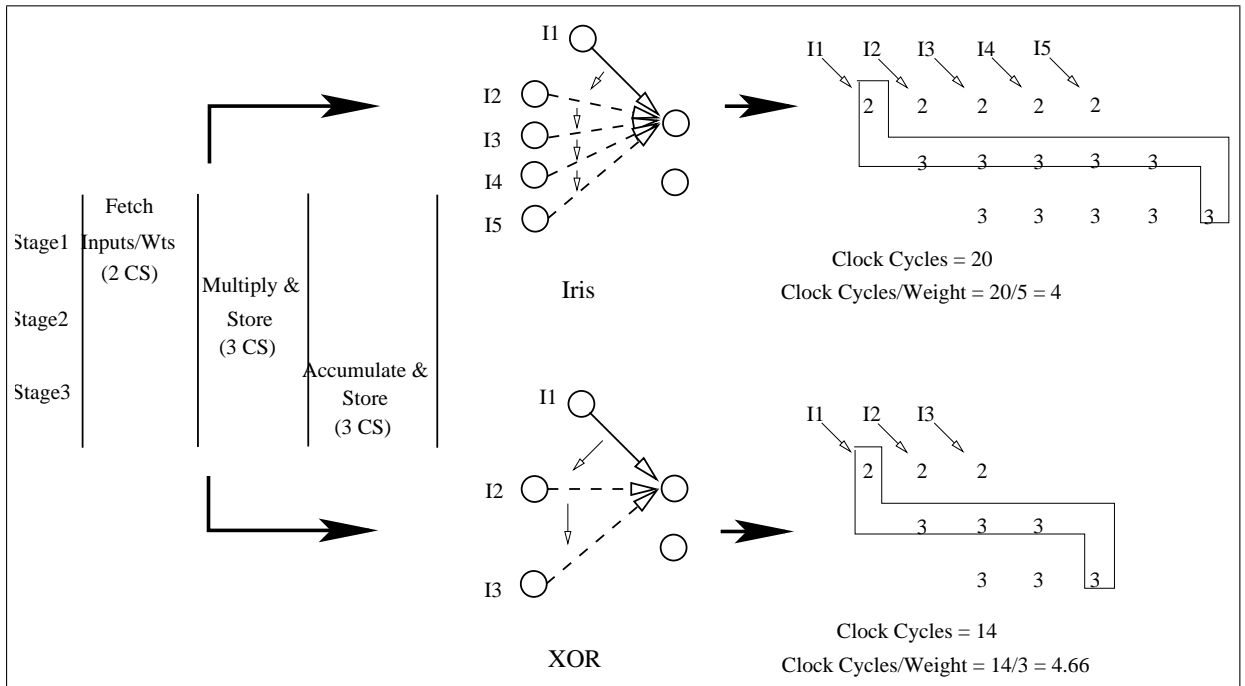 Stage1
Stage2
Stage3
Fetch
Inputs/Wts
(2 CS)
Multiply &
Store
(3 CS)
Accumulate &
Store
(3 CS)
I1
I2
I3
I4
I5
Iris
I1 I2 I3 I4 I5
2 2 2 2 2
3 3 3 3 3
3 3 3 3 3
Clock Cycles = 20
Clock Cycles/Weight = 20/5 = 4
I1
I2
I3
XOR
I1 I2 I3
2 2 2
3 3 3
3 3 3
Clock Cycles = 14
Clock Cycles/Weight = 14/3 = 4.66